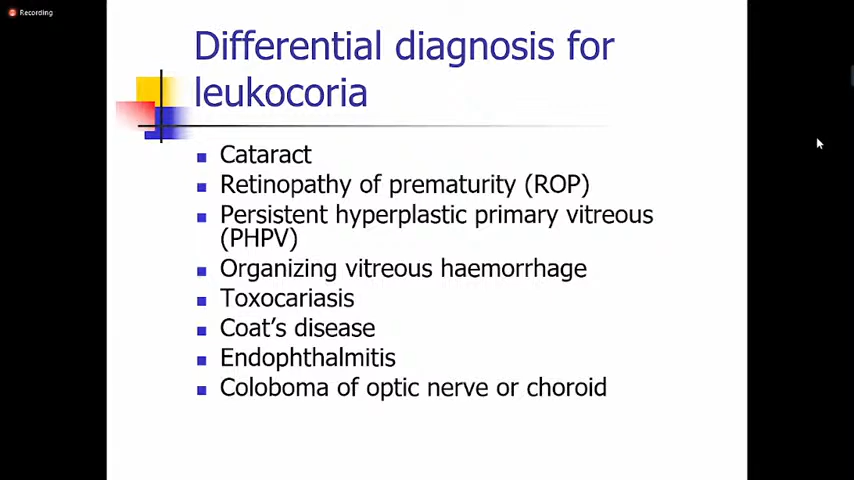 Recording
Differential diagnosis for
leukocoria
Cataract
Retinopathy of prematurity (ROP)
Persistent hyperplastic primary vitreous
(PHPV)
Organizing vitreous haemorrhage
Toxocariasis
Coat's disease
Endophthalmitis
Coloboma of optic nerve or choroid